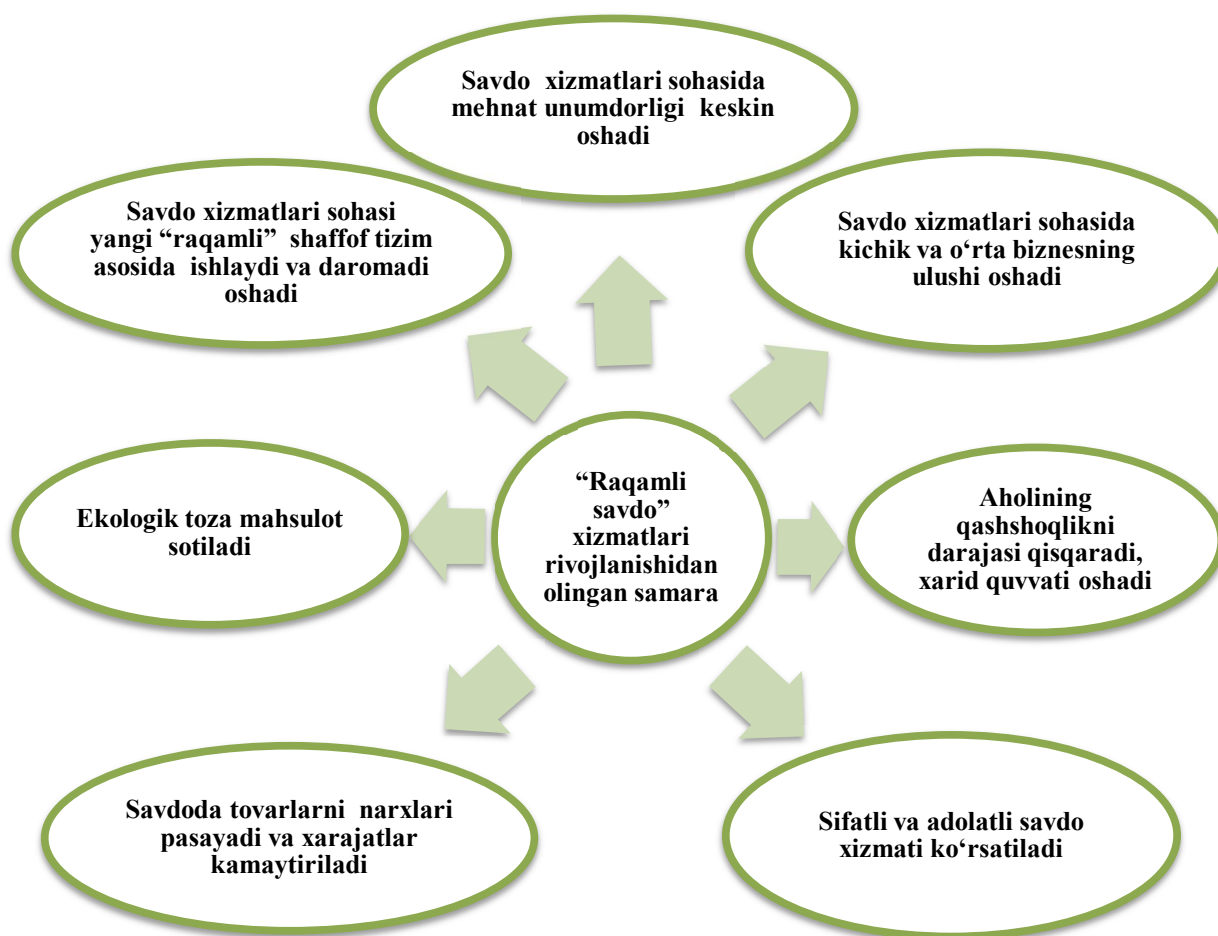 Savdo xizmatlari sohasida
mehnat unumdorligi keskin
oshadi
Savdo xizmatlari sohasi
yangi “raqamli” shaffof tizim
asosida ishlaydi va daromadi
oshadi
Savdo xizmatlari sohasida
kichik va o‘rta biznesning
ulushi oshadi
“Raqamli
savdo”
xizmatlari
rivojlanishidan
olingan samara
Ekologik toza mahsulot
sotiladi
Aholining
qashshoqlikni
darajasi qisqaradi,
xarid quvvati oshadi
Savdoda tovarlarni narxlari
pasayadi va xarajatlar
kamaytiriladi
Sifatli va adolatli savdo
xizmati ko‘rsatiladi